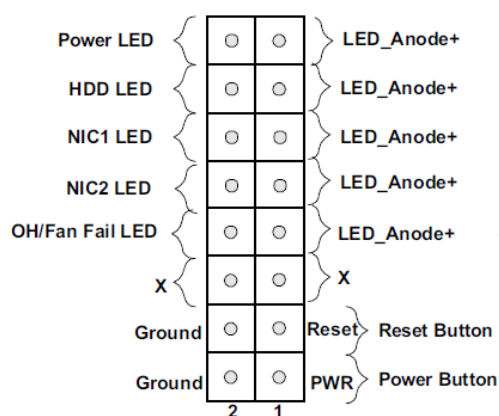 Power LED LED_Anode+
HDD LED LED_Anode+
NIC1 LED LED_Anode+
NIC2 LED LED_Anode+
OH/Fan Fail LED LED_Anode+
X X
Ground Reset Reset Button
Ground PWR Power Button
2 1